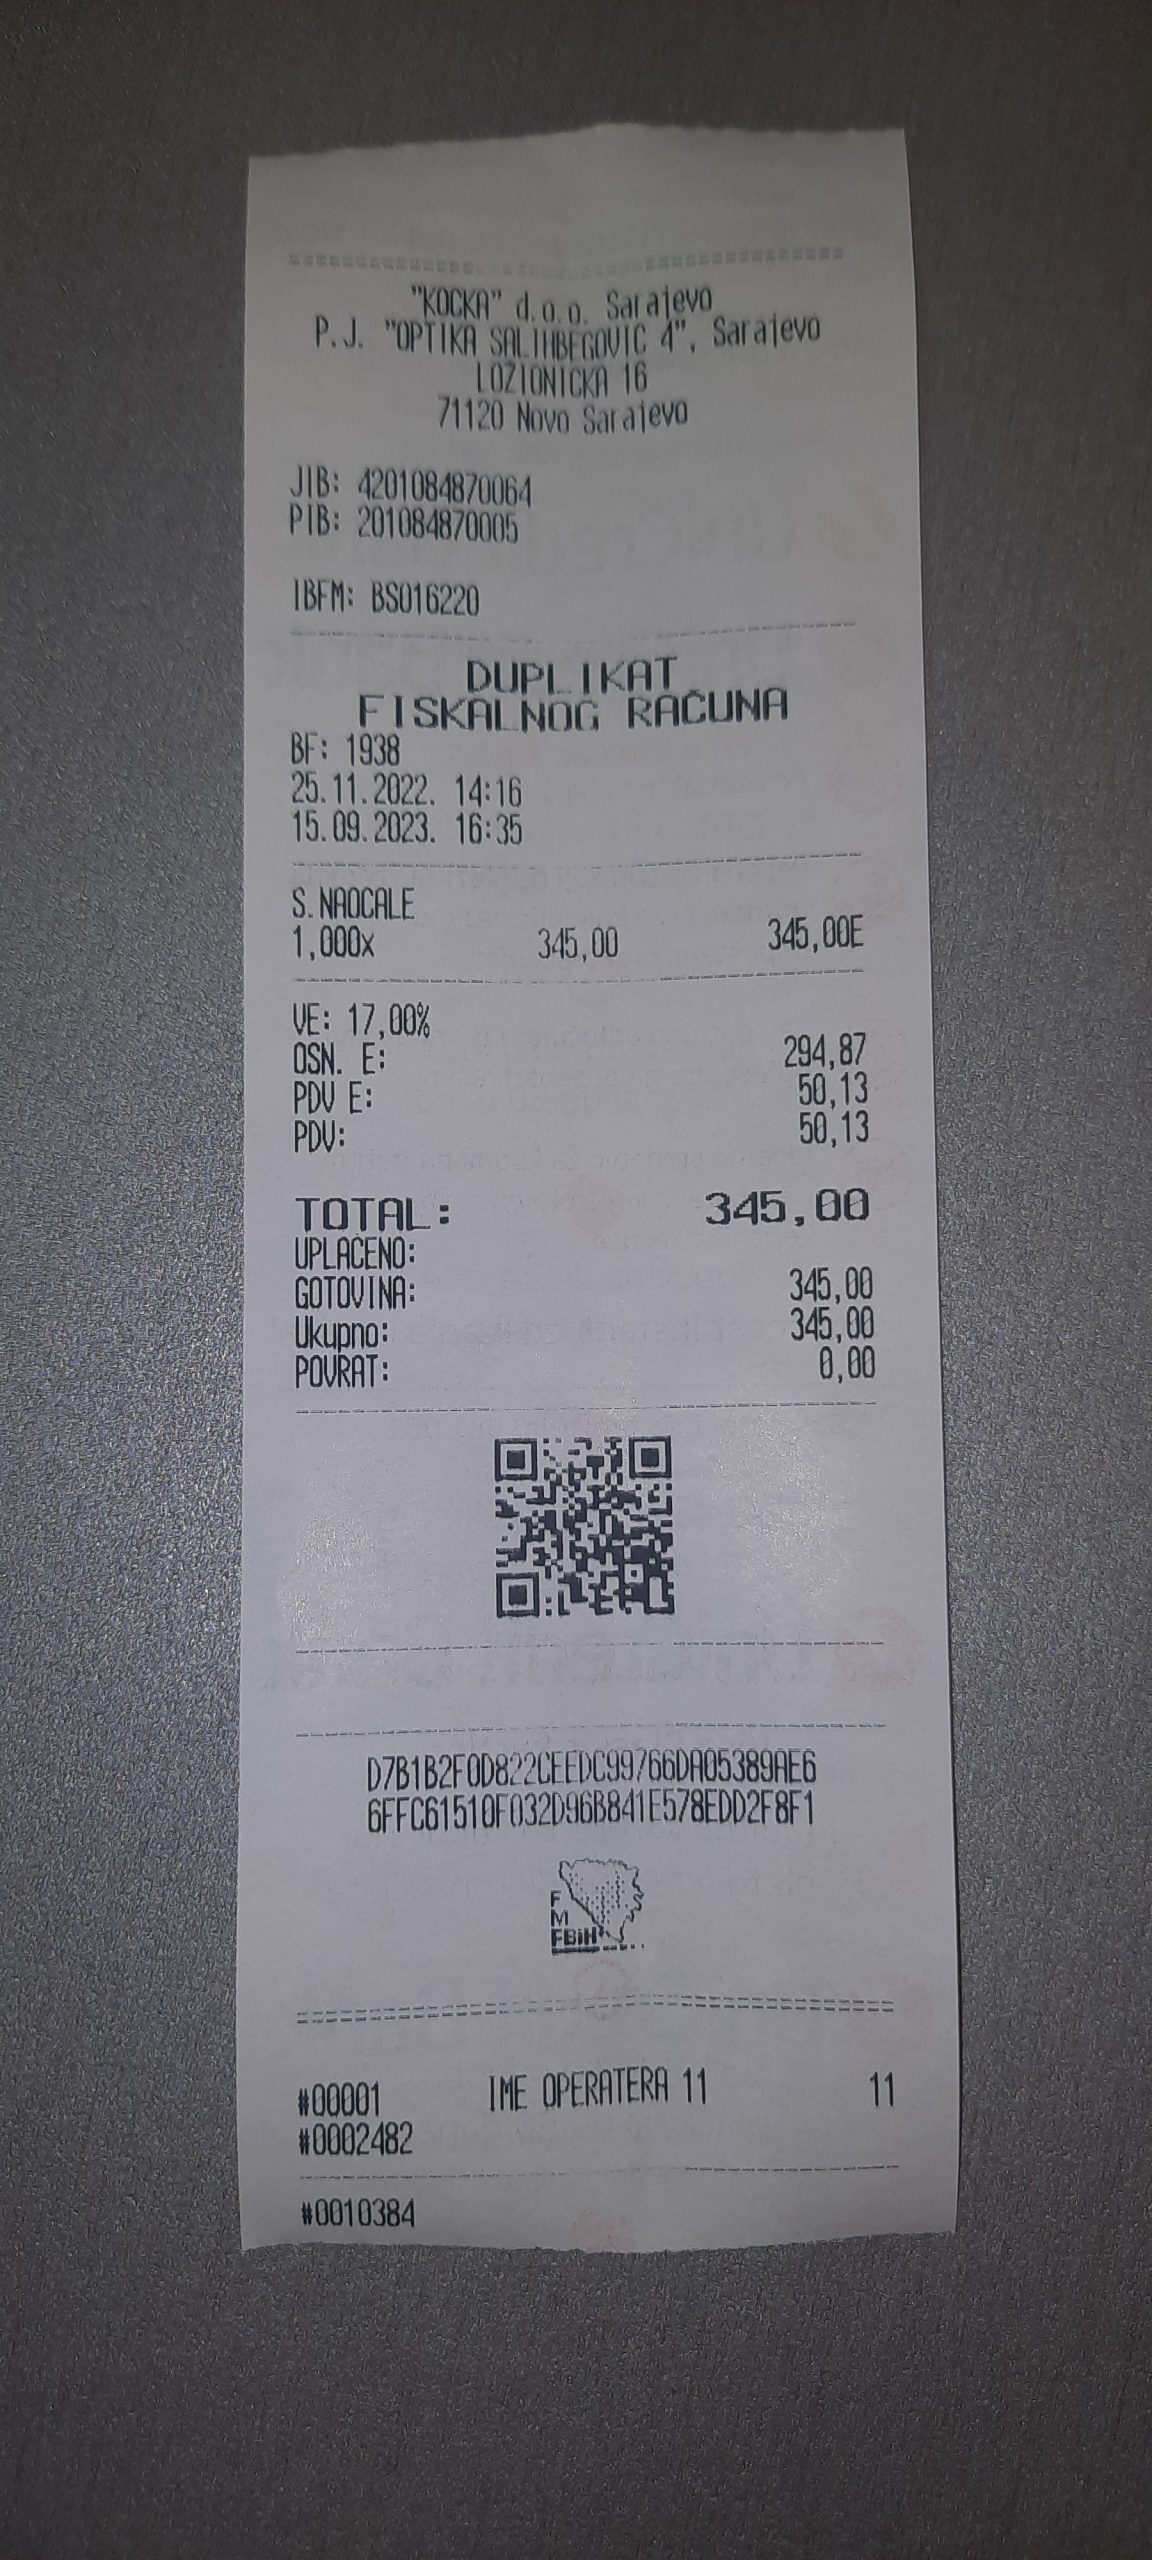 "KOCKA" d.o.o. Sarajevo
P.J. "OPTIKA SALIHBEGOVIC 4", Sarajevo
LOŽIONIČKA 16
71120 Novo Sarajevo
JIB: 4201084870064
PIB: 201084870005
IBFM: BS016220
DUPLIKAT
FISKALNOG RAČUNA
BF: 1938
25.11.2022. 14:16
15.09.2023. 16:35
S.NAOCALE
1,000x 345,00 345,00E
VE: 17,00%
OSN. E: 294,87
PDV E: 50,13
PDV: 50,13
TOTAL: 345,00
UPLAĆENO:
GOTOVINA: 345,00
Ukupno: 345,00
POVRAT: 0,00
D7B1B2F0D822CEEDC99766DA05389AE6
6FFC61510F032D96B841E578EDD2F8F1
F
M
FBiH
#00001 IME OPERATERA 11 11
#0002482
#0010384